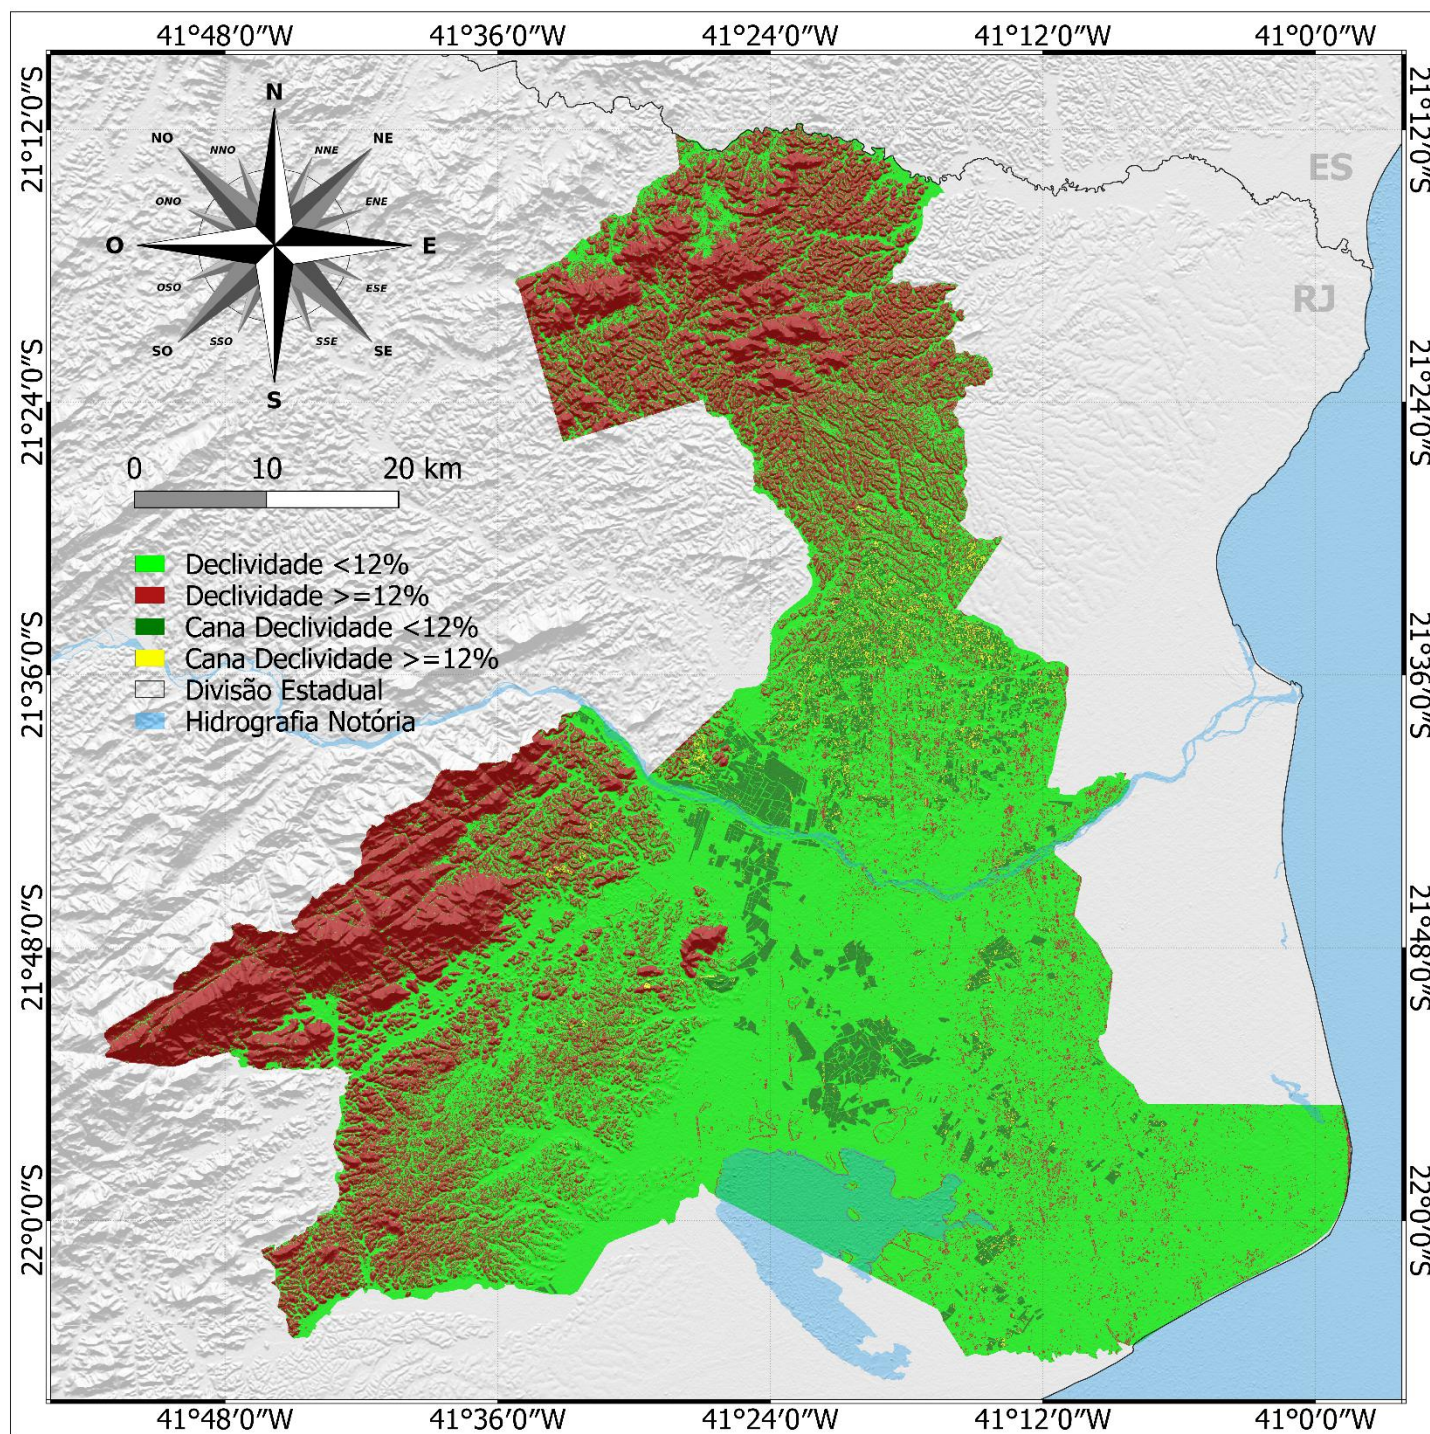 41°48'0"W 41°36'0"W 41°24'0"W 41°12'0"W 41°0'0"W
21°12'0"S
21°12'0"S
N
NO
NE
NNO
NNE
ES
ONO
ENE
O
E
OSO
ESE
RJ
SSO
SSE
SO
SE
S
21°24'0"S
21°24'0"S
0 10 20 km
Declividade <12%
Declividade >=12%
Cana Declividade <12%
Cana Declividade >=12%
Divisão Estadual
Hidrografia Notória
21°36'0"S
21°36'0"S
21°48'0"S
21°48'0"S
22°0'0"S
22°0'0"S
41°48'0"W 41°36'0"W 41°24'0"W 41°12'0"W 41°0'0"W